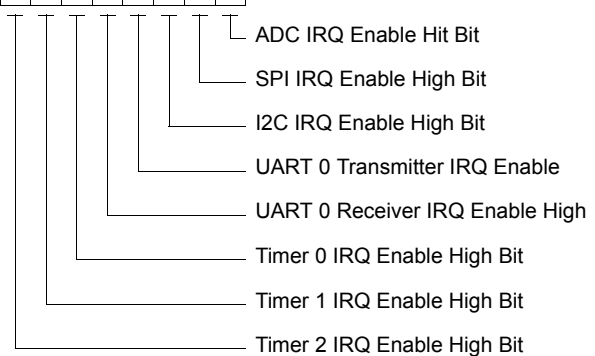 ADC IRQ Enable Hit Bit
SPI IRQ Enable High Bit
I2C IRQ Enable High Bit
UART 0 Transmitter IRQ Enable
UART 0 Receiver IRQ Enable High
Timer 0 IRQ Enable High Bit
Timer 1 IRQ Enable High Bit
Timer 2 IRQ Enable High Bit